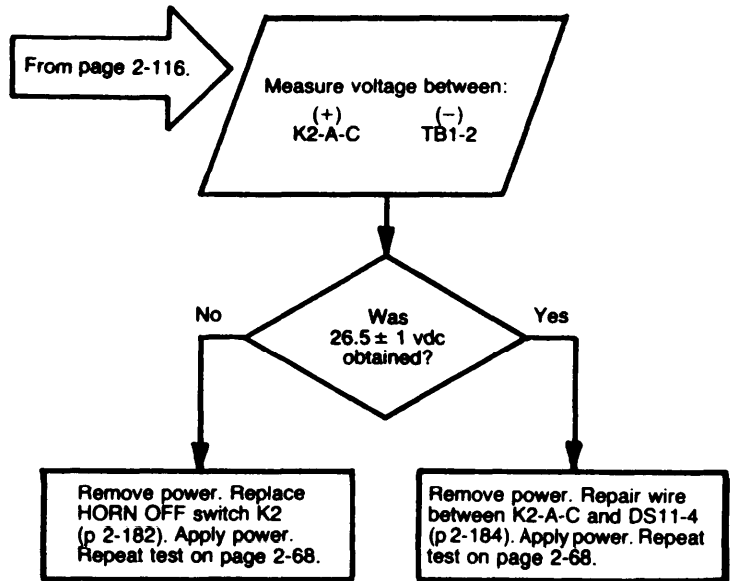 From page 2-116.
Measure voltage between:
(+) (−)
K2-A-C TB1-2
No
Was
26.5 ± 1 vdc
obtained?
Yes
Remove power. Replace
HORN OFF switch K2
(p 2-182). Apply power.
Repeat test on page 2-68.
Remove power. Repair wire
between K2-A-C and DS11-4
(p 2-184). Apply power. Repeat
test on page 2-68.